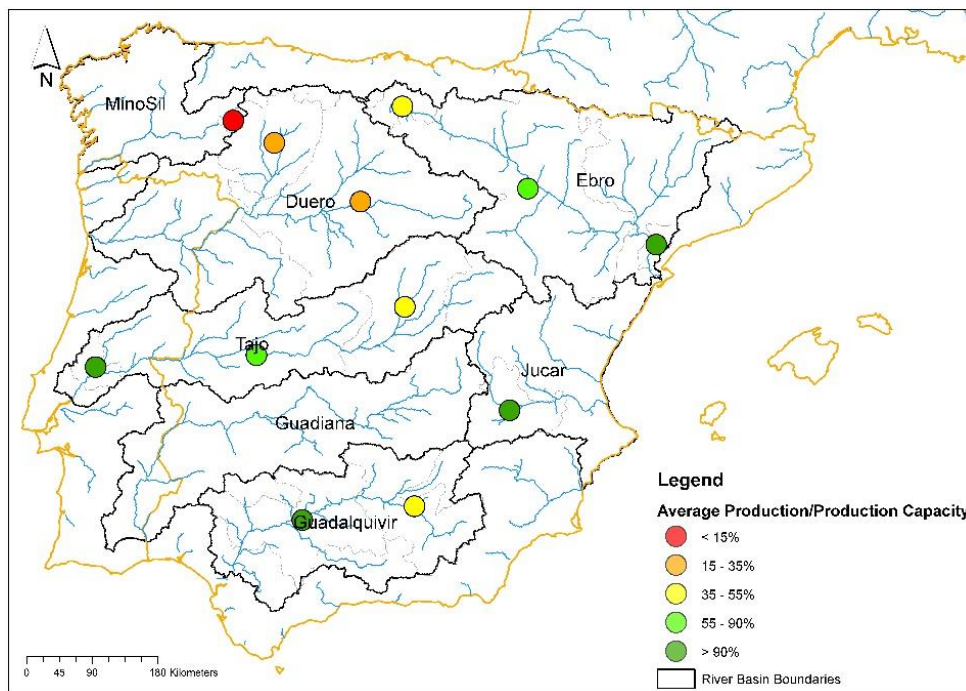 N
MinoSil
Ebro
Duero
Tajo
Jucar
Guadiana
Guadalquivir
Legend
Average Production/Production Capacity
< 15%
15 - 35%
35 - 55%
55 - 90%
> 90%
River Basin Boundaries
0 45 90 180 Kilometers